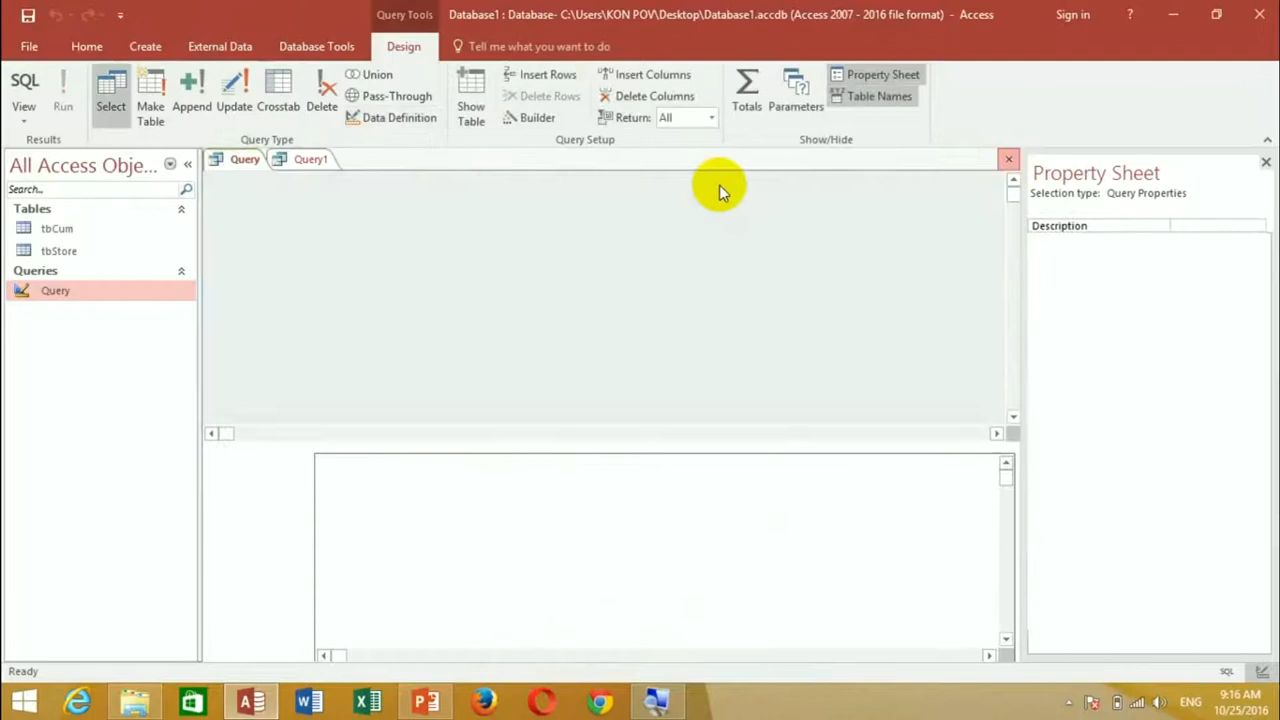 Query Tools
Database1 : Database- C:\Users\KON POV\Desktop\Database1.accdb (Access 2007 - 2016 file format) - Access
Sign in
?
File
Home
Create
External Data
Database Tools
Design
Tell me what you want to do
SQL
View
Run
Select
Make Table
Append
Update
Crosstab
Delete
Union
Pass-Through
Data Definition
Show Table
Insert Rows
Delete Rows
Builder
Insert Columns
Delete Columns
Return: All
Totals
Parameters
Property Sheet
Table Names
Results
Query Type
Query Setup
Show/Hide
All Access Obje...
Search...
Tables
tbCum
tbStore
Queries
Query
Query
Query1
Property Sheet
Selection type: Query Properties
Description
Ready
SQL
ENG
9:16 AM
10/25/2016